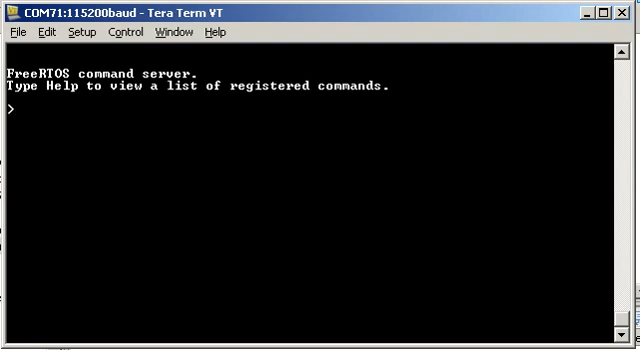 COM71:115200baud - Tera Term VT
File Edit Setup Control Window Help
FreeRTOS command server.
Type Help to view a list of registered commands.
>